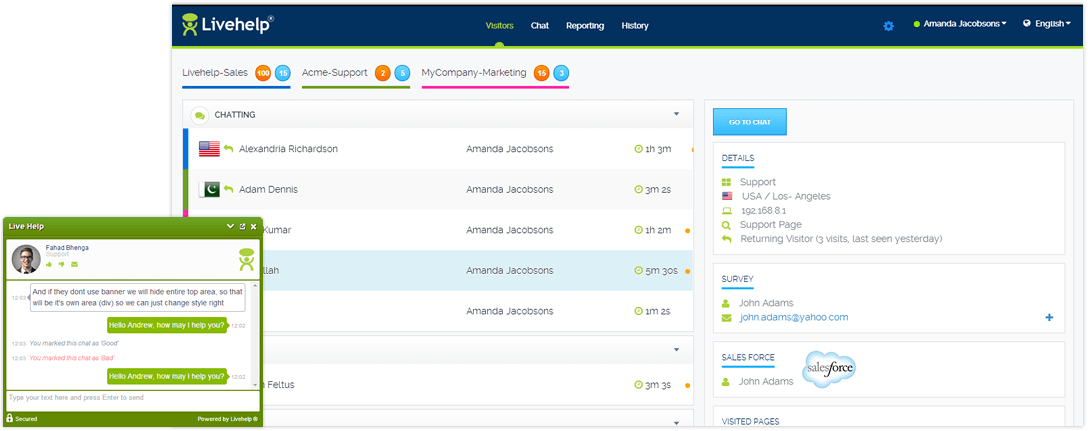 Livehelp®
Visitors
Chat
Reporting
History
Amanda Jacobsons
English
Livehelp-Sales 100 15
Acme-Support 2 5
MyCompany-Marketing 15 3
CHATTING
Alexandria Richardson Amanda Jacobsons 1h 3m
Adam Dennis Amanda Jacobsons 3m 2s
Kumar Amanda Jacobsons 1h 2m
Amanda Jacobsons 5m 30s
Amanda Jacobsons 1m 2s
Feltus Amanda Jacobsons 3m 3s
GO TO CHAT
DETAILS
Support
USA / Los- Angeles
192.168.8.1
Support Page
Returning Visitor (3 visits, last seen yesterday)
SURVEY
John Adams
john.adams@yahoo.com
SALES FORCE
salesforce
John Adams
VISITED PAGES
Live Help
Fahad Bhenga
Support
And if they dont use banner we will hide entire top area, so that
will be it's own area (div) so we can just change style right
12:02
Hello Andrew, how may I help you? 12:02
12:03 You marked this chat as 'Good'
12:03 You marked this chat as 'Bad'
Hello Andrew, how may I help you? 12:02
Type your text here and press Enter to send
Secured
Powered by Livehelp ®